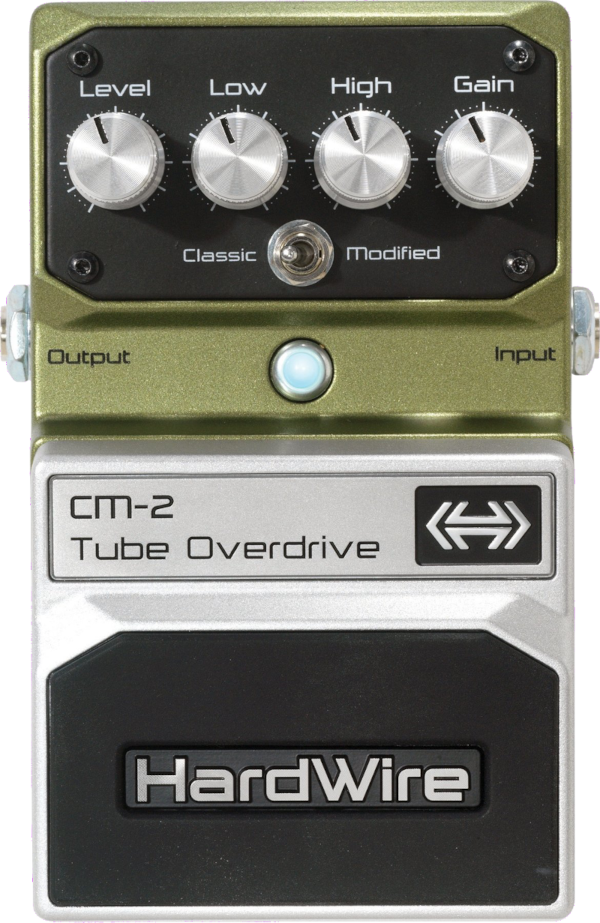 Level Low High Gain
Classic Modified
Output Input
CM-2
Tube Overdrive
HardWire